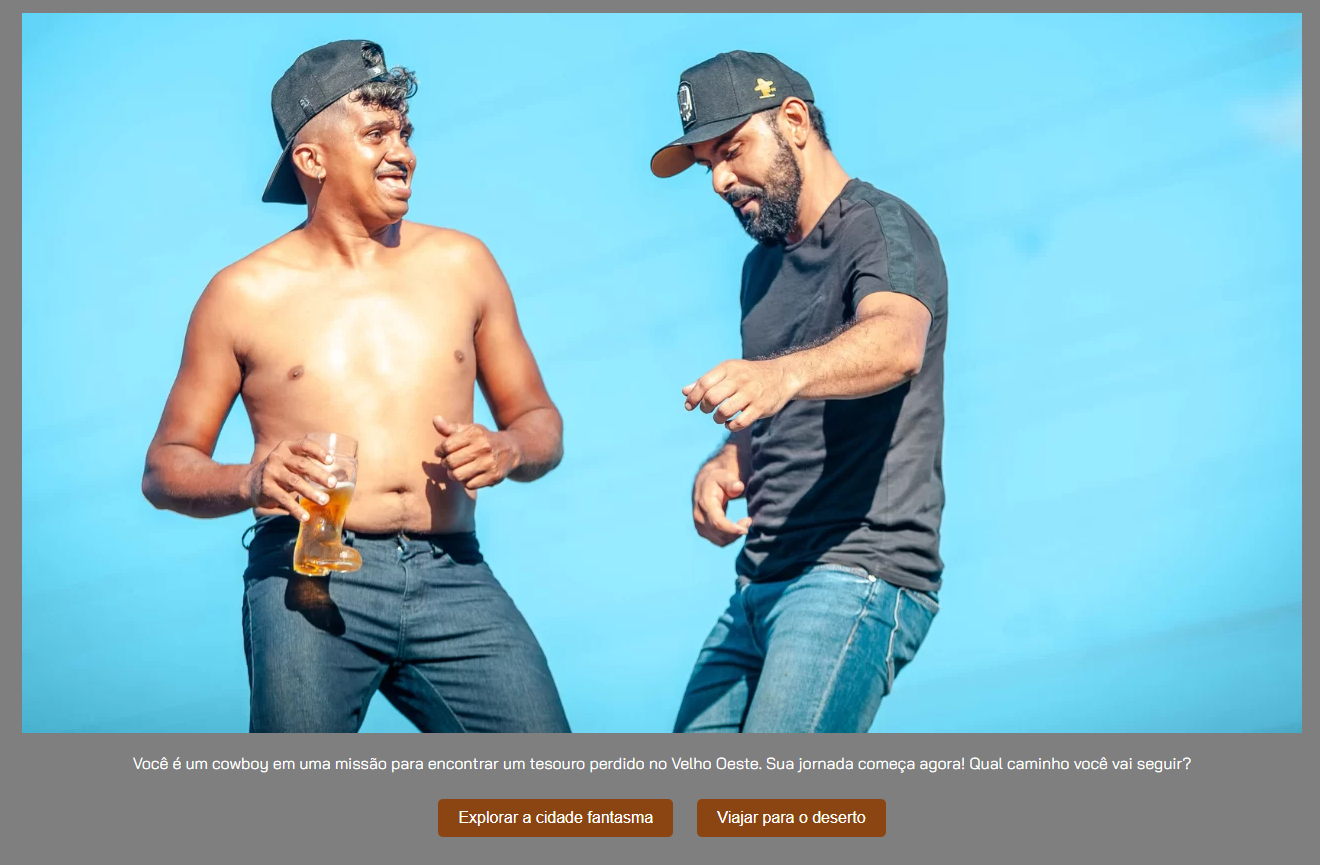 Você é um cowboy em uma missão para encontrar um tesouro perdido no Velho Oeste. Sua jornada começa agora! Qual caminho você vai seguir?
Explorar a cidade fantasma
Viajar para o deserto